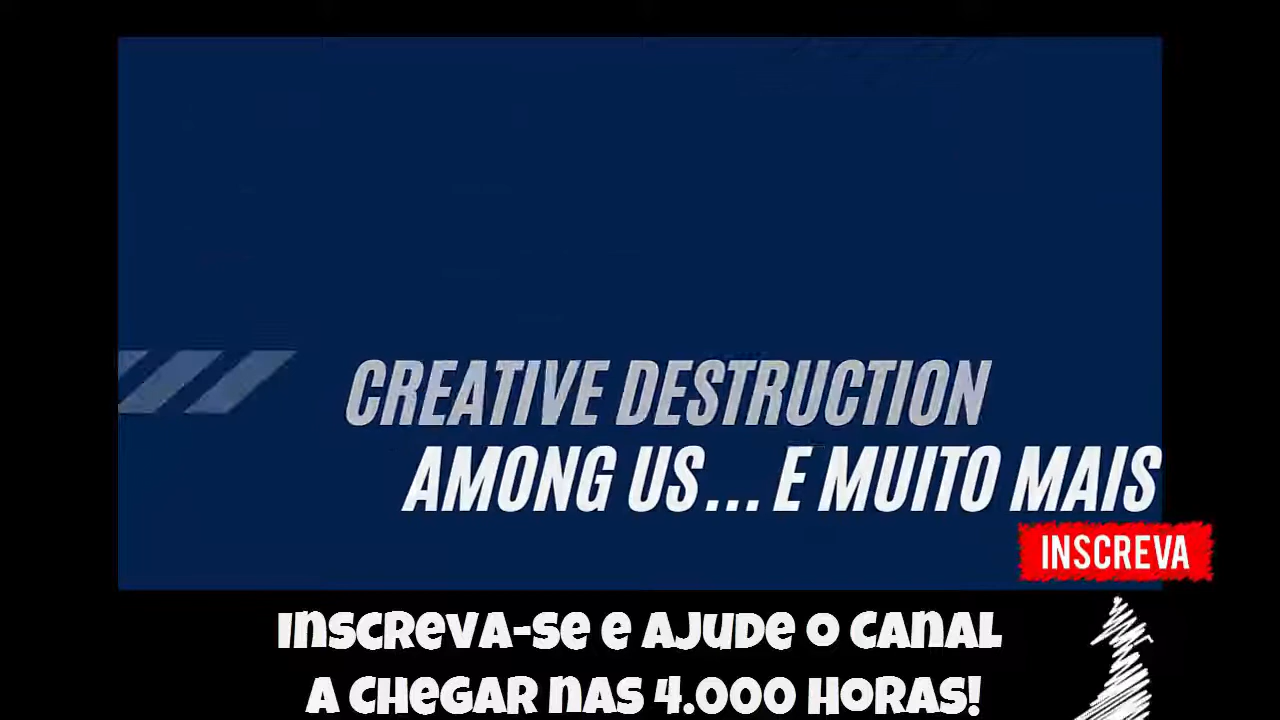 CREATIVE DESTRUCTION
AMONG US... E MUITO MAIS
INSCREVA
Inscreva-se e ajude o canal
a chegar nas 4.000 horas!